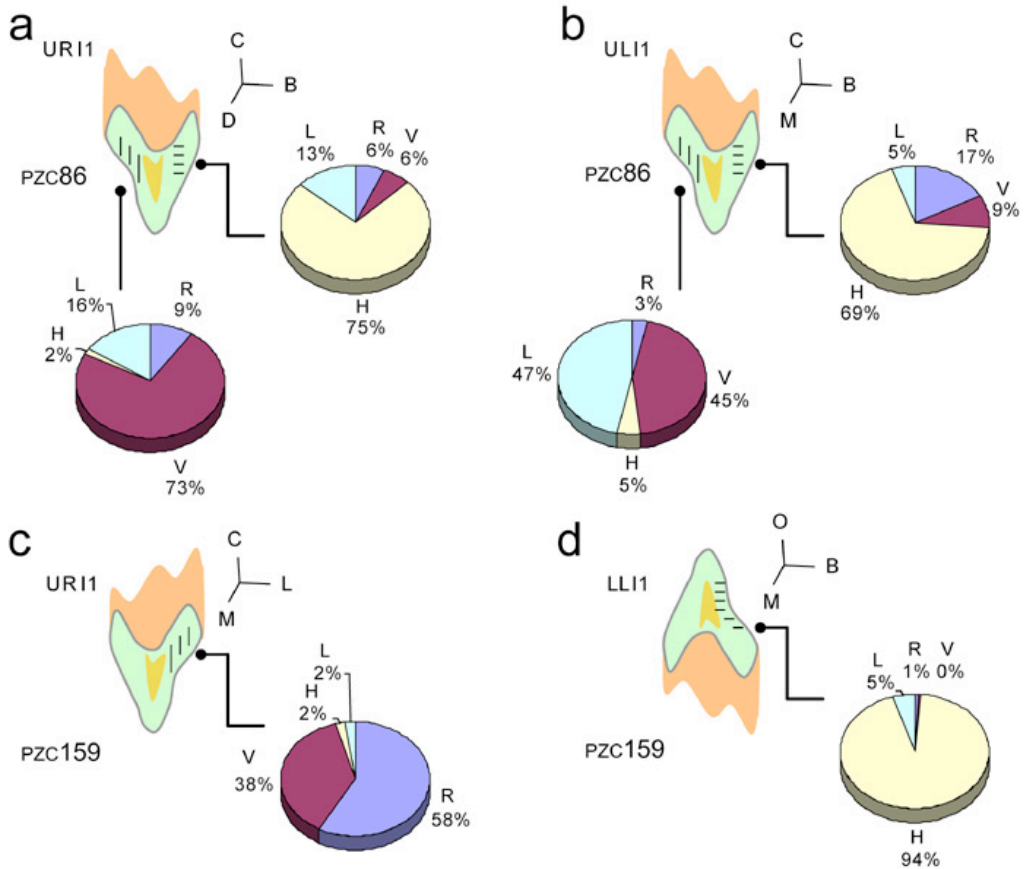 a
URI1
C
B
D
PZC86
L
13%
R
6%
V
6%
H
75%
L
16%
R
9%
H
2%
V
73%
b
ULI1
C
B
M
PZC86
L
5%
R
17%
V
9%
H
69%
R
3%
L
47%
V
45%
H
5%
c
URI1
C
L
M
PZC159
L
2%
H
2%
V
38%
R
58%
d
LLI1
O
B
M
PZC159
L
5%
R
1%
V
0%
H
94%